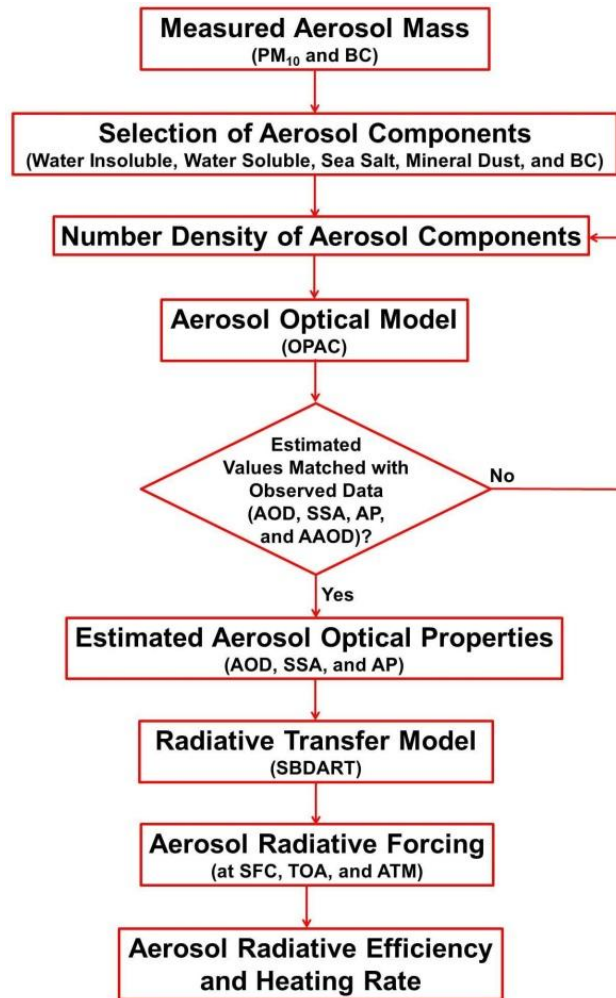 Measured Aerosol Mass
(PM₁₀ and BC)
Selection of Aerosol Components
(Water Insoluble, Water Soluble, Sea Salt, Mineral Dust, and BC)
Number Density of Aerosol Components
Aerosol Optical Model
(OPAC)
Estimated
Values Matched with
Observed Data
(AOD, SSA, AP,
and AAOD)?
No
Yes
Estimated Aerosol Optical Properties
(AOD, SSA, and AP)
Radiative Transfer Model
(SBDART)
Aerosol Radiative Forcing
(at SFC, TOA, and ATM)
Aerosol Radiative Efficiency
and Heating Rate